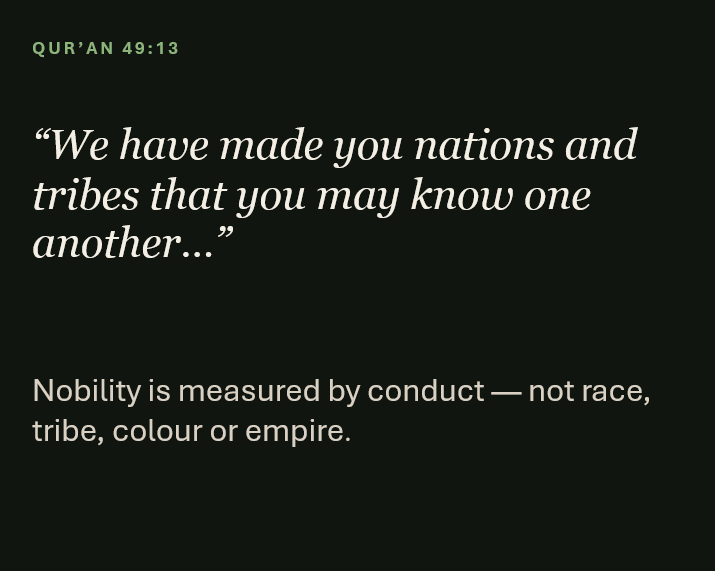 QUR’AN 49:13
“We have made you nations and
tribes that you may know one
another…”
Nobility is measured by conduct — not race,
tribe, colour or empire.